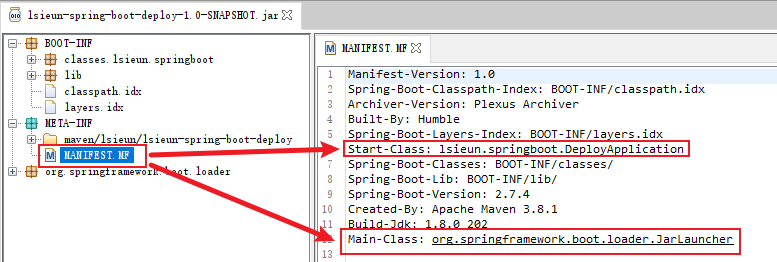 lsieun-spring-boot-deploy-1.0-SNAPSHOT.jar
BOOT-INF
classes.lsieun.springboot
lib
classpath.idx
layers.idx
META-INF
maven/lsieun/lsieun-spring-boot-deploy
MANIFEST.MF
org.springframework.boot.loader
MANIFEST.MF
1 Manifest-Version: 1.0
2 Spring-Boot-Classpath-Index: BOOT-INF/classpath.idx
3 Archiver-Version: Plexus Archiver
4 Built-By: Humble
5 Spring-Boot-Layers-Index: BOOT-INF/layers.idx
Start-Class: lsieun.springboot.DeployApplication
7 Spring-Boot-Classes: BOOT-INF/classes/
8 Spring-Boot-Lib: BOOT-INF/lib/
9 Spring-Boot-Version: 2.7.4
10 Created-By: Apache Maven 3.8.1
11 Build-Jdk: 1.8.0_202
Main-Class: org.springframework.boot.loader.JarLauncher
13